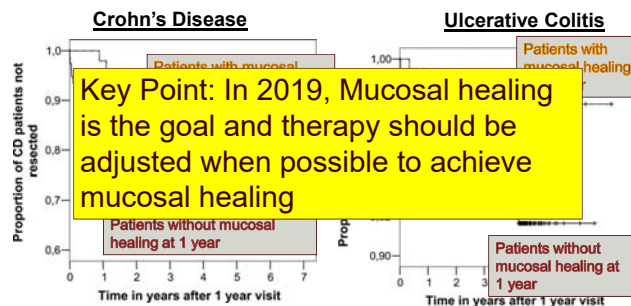 Crohn's Disease
Ulcerative Colitis
Proportion of CD patients not
resected
1,0
0,9
0,7
0,6
0 1 2 3 4 5 6 7
Time in years after 1 year visit
Patients with mucosal
Patients without mucosal
healing at 1 year
Key Point: In 2019, Mucosal healing
is the goal and therapy should be
adjusted when possible to achieve
mucosal healing
1,00
0,90
0 1 2 3
Time in years after 1 year visit
Patients with
mucosal healing
Patients without
mucosal healing at
1 year